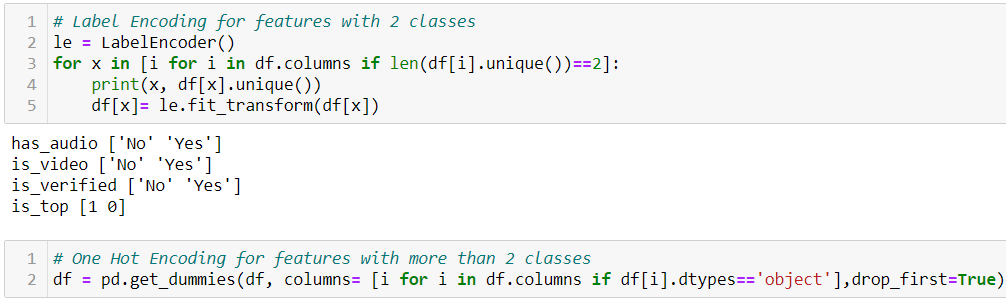 1 # Label Encoding for features with 2 classes
2 le = LabelEncoder()
3 for x in [i for i in df.columns if len(df[i].unique())==2]:
4     print(x, df[x].unique())
5     df[x]= le.fit_transform(df[x])
has_audio ['No' 'Yes']
is_video ['No' 'Yes']
is_verified ['No' 'Yes']
is_top [1 0]
1 # One Hot Encoding for features with more than 2 classes
2 df = pd.get_dummies(df, columns= [i for i in df.columns if df[i].dtypes=='object'],drop_first=True)